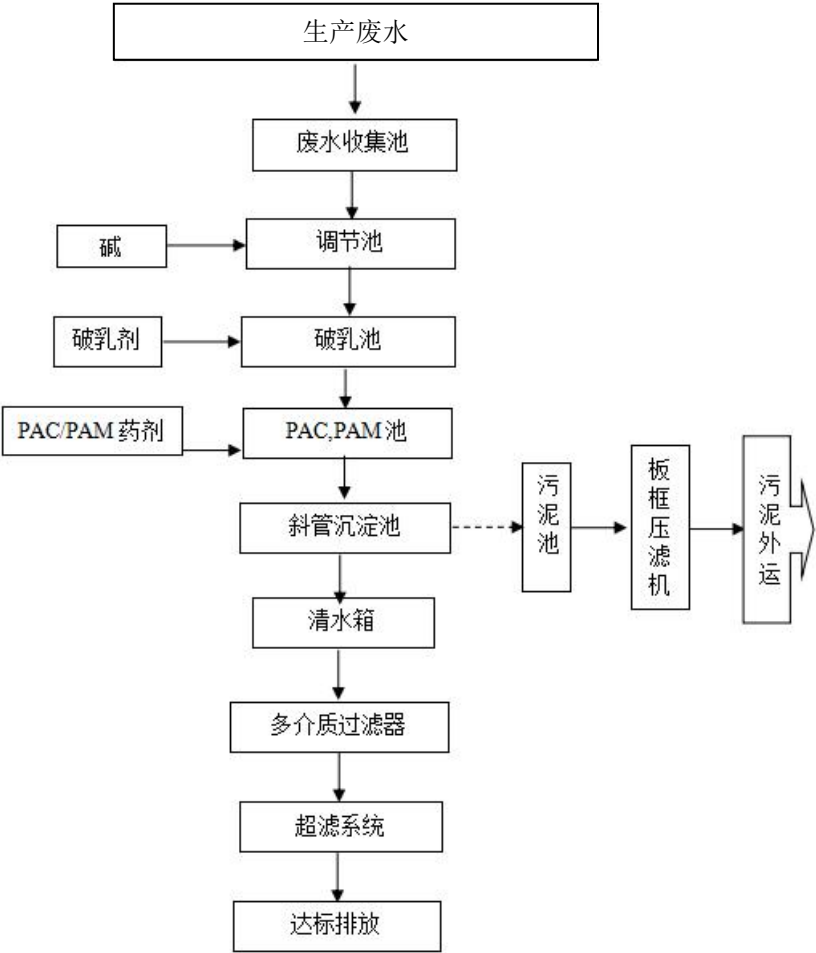 生产废水
废水收集池
碱
调节池
破乳剂
破乳池
PAC/PAM 药剂
PAC,PAM 池
斜管沉淀池
污泥池
板框压滤机
污泥外运
清水箱
多介质过滤器
超滤系统
达标排放